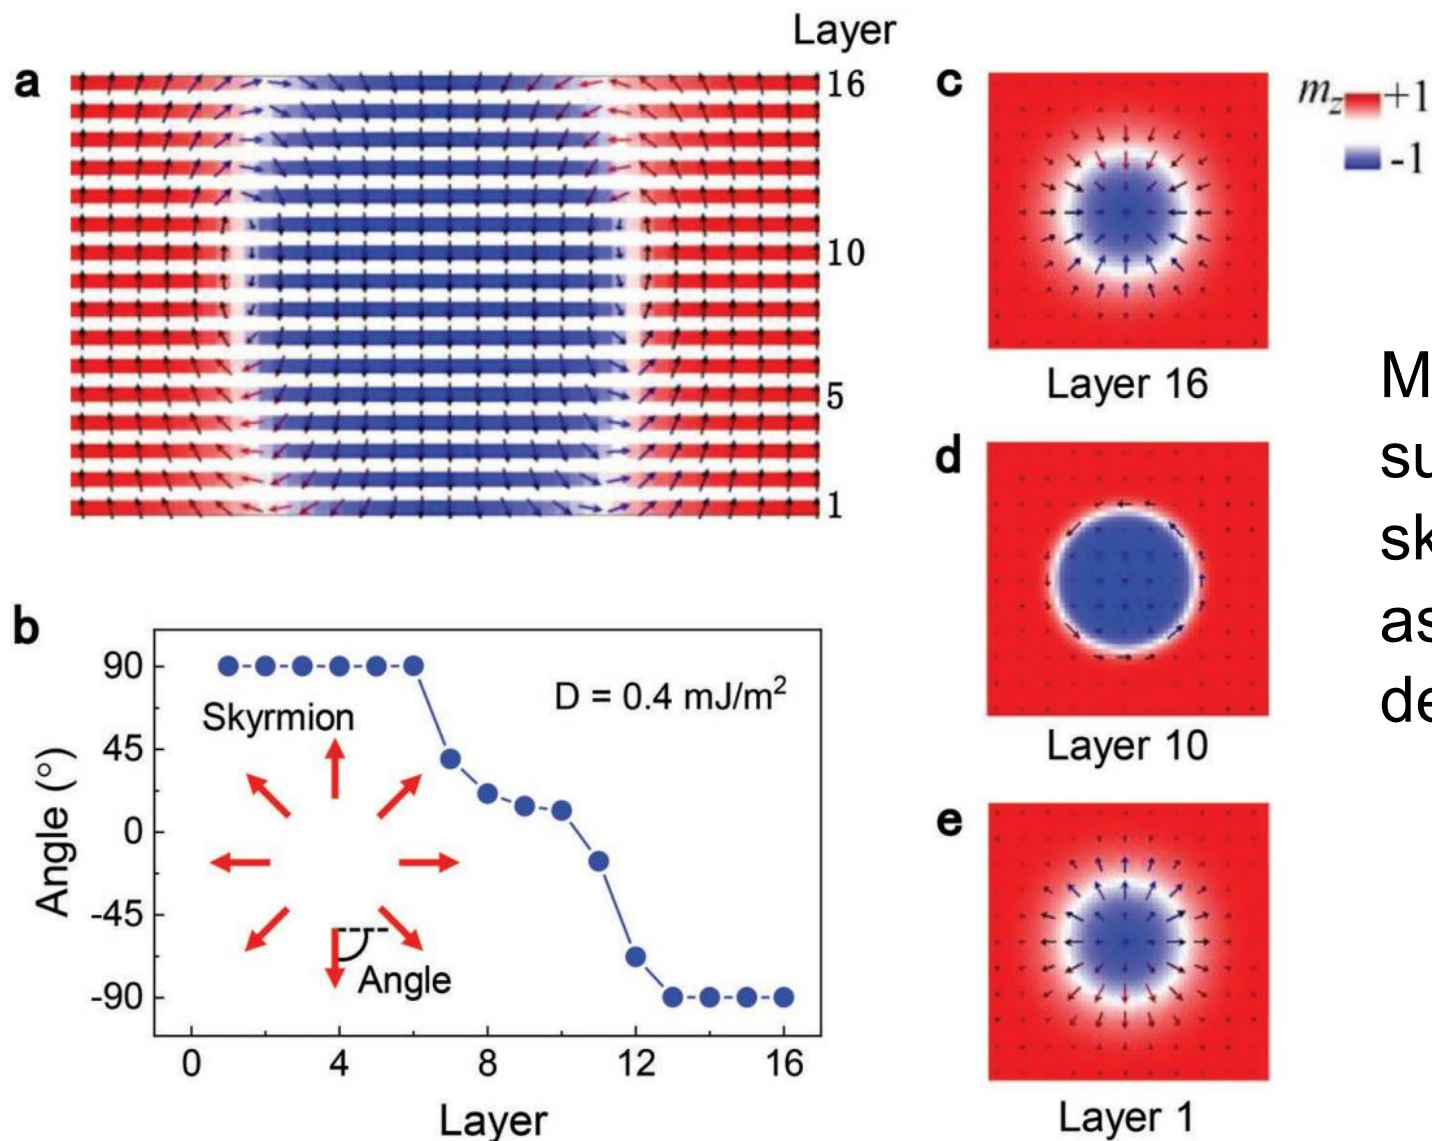 Layer
a
16
10
5
1
b
90
45
0
-45
-90
Angle (°)
D = 0.4 mJ/m²
Skyrmion
Angle
0 4 8 12 16
Layer
c
m_z +1
-1
Layer 16
d
Layer 10
e
Layer 1
M
su
sk
as
de